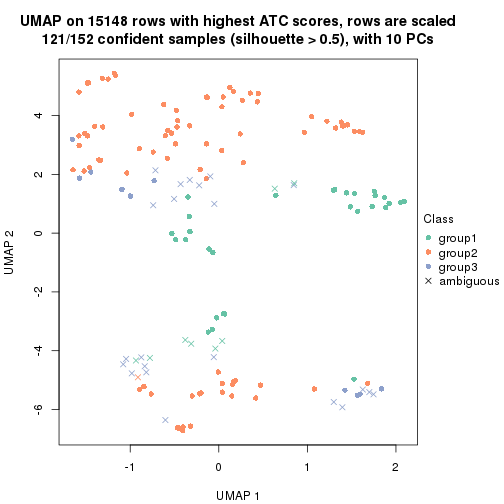 UMAP on 15148 rows with highest ATC scores, rows are scaled
121/152 confident samples (silhouette > 0.5), with 10 PCs
4
2
0
-2
-4
-6
UMAP 2
-1
0
1
2
UMAP 1
Class
group1
group2
group3
ambiguous